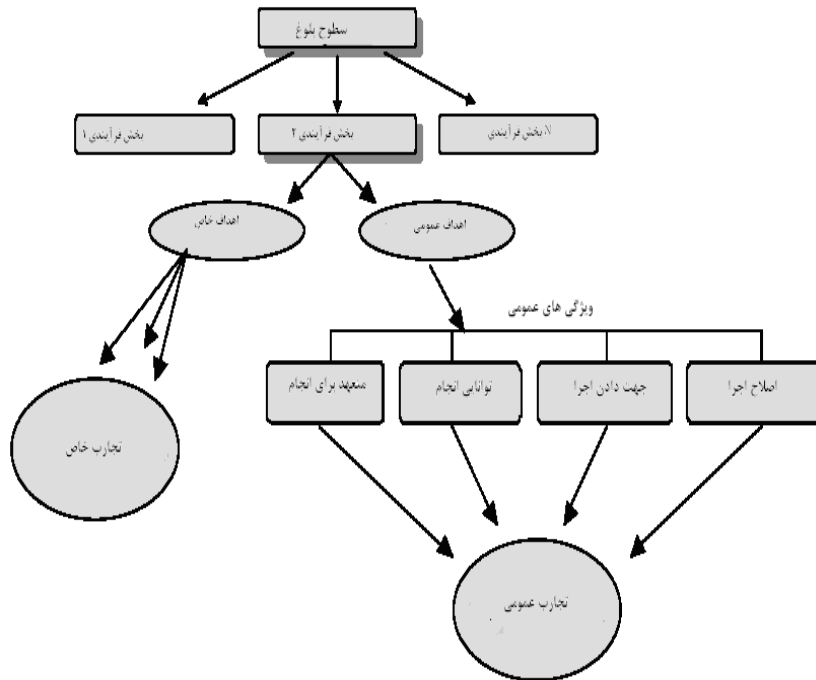 سطوح بلوغ
بخش فرآیندی ۱
بخش فرآیندی ۲
بخش فرآیندی N
اهداف خاص
اهداف عمومی
ویژگی های عمومی
متعهد برای انجام
توانایی انجام
جهت دادن اجرا
اصلاح اجرا
تجارب خاص
تجارب عمومی